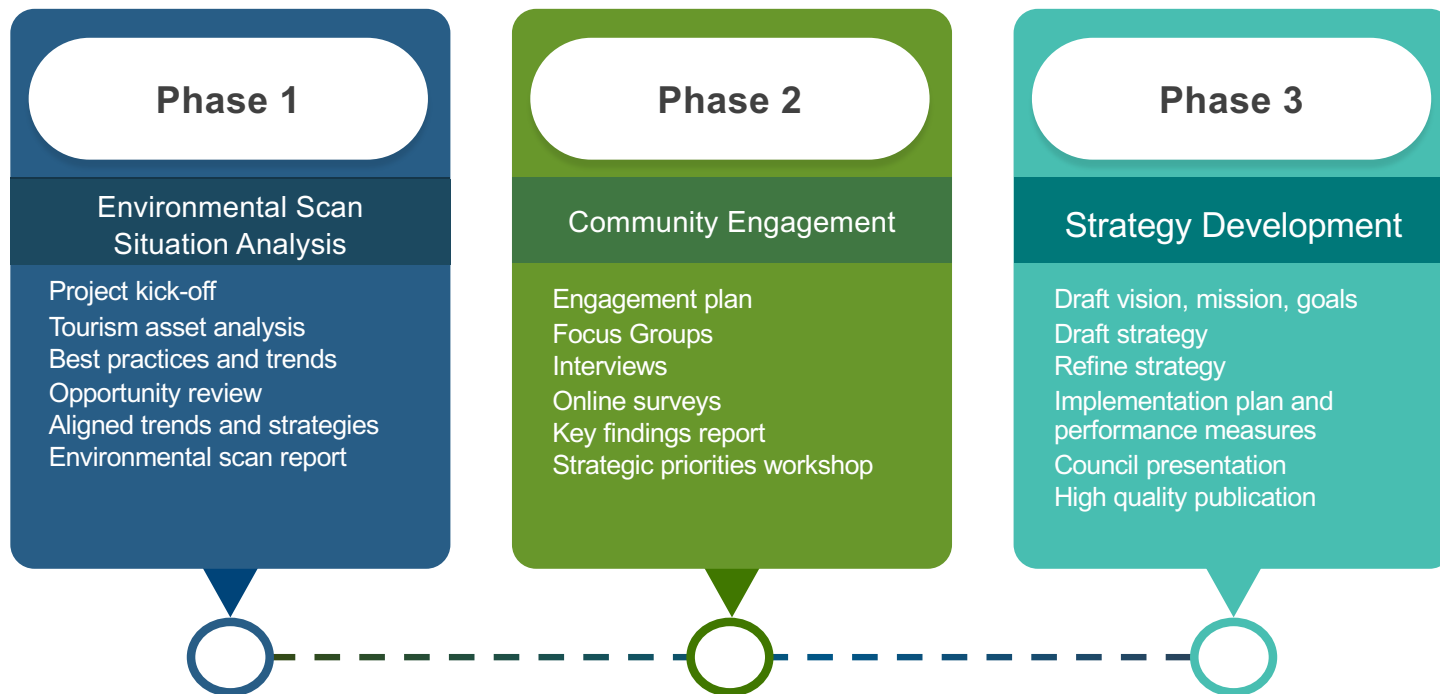 Phase 1
Environmental Scan
Situation Analysis
Project kick-off
Tourism asset analysis
Best practices and trends
Opportunity review
Aligned trends and strategies
Environmental scan report
Phase 2
Community Engagement
Engagement plan
Focus Groups
Interviews
Online surveys
Key findings report
Strategic priorities workshop
Phase 3
Strategy Development
Draft vision, mission, goals
Draft strategy
Refine strategy
Implementation plan and
performance measures
Council presentation
High quality publication